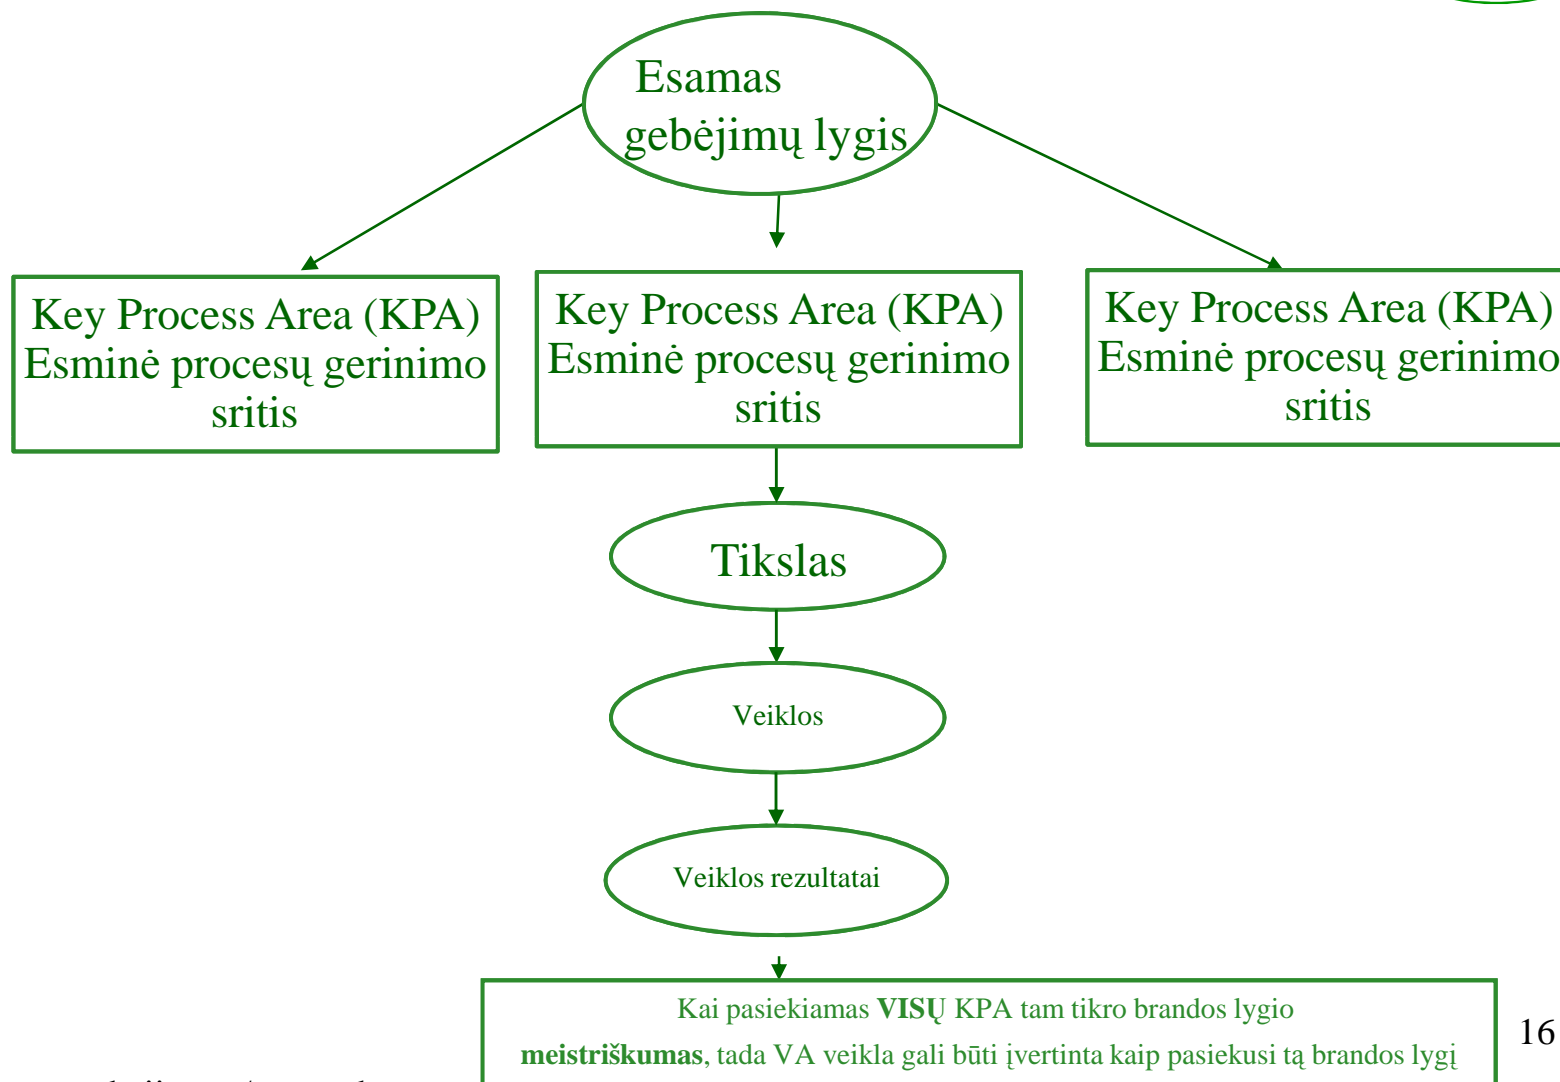 Esamas
gebėjimų lygis
Key Process Area (KPA)
Esminė procesų gerinimo
sritis
Key Process Area (KPA)
Esminė procesų gerinimo
sritis
Key Process Area (KPA)
Esminė procesų gerinimo
sritis
Tikslas
Veiklos
Veiklos rezultatai
Kai pasiekiamas VISŲ KPA tam tikro brandos lygio
meistriškumas, tada VA veikla gali būti įvertinta kaip pasiekusi tą brandos lygį
16